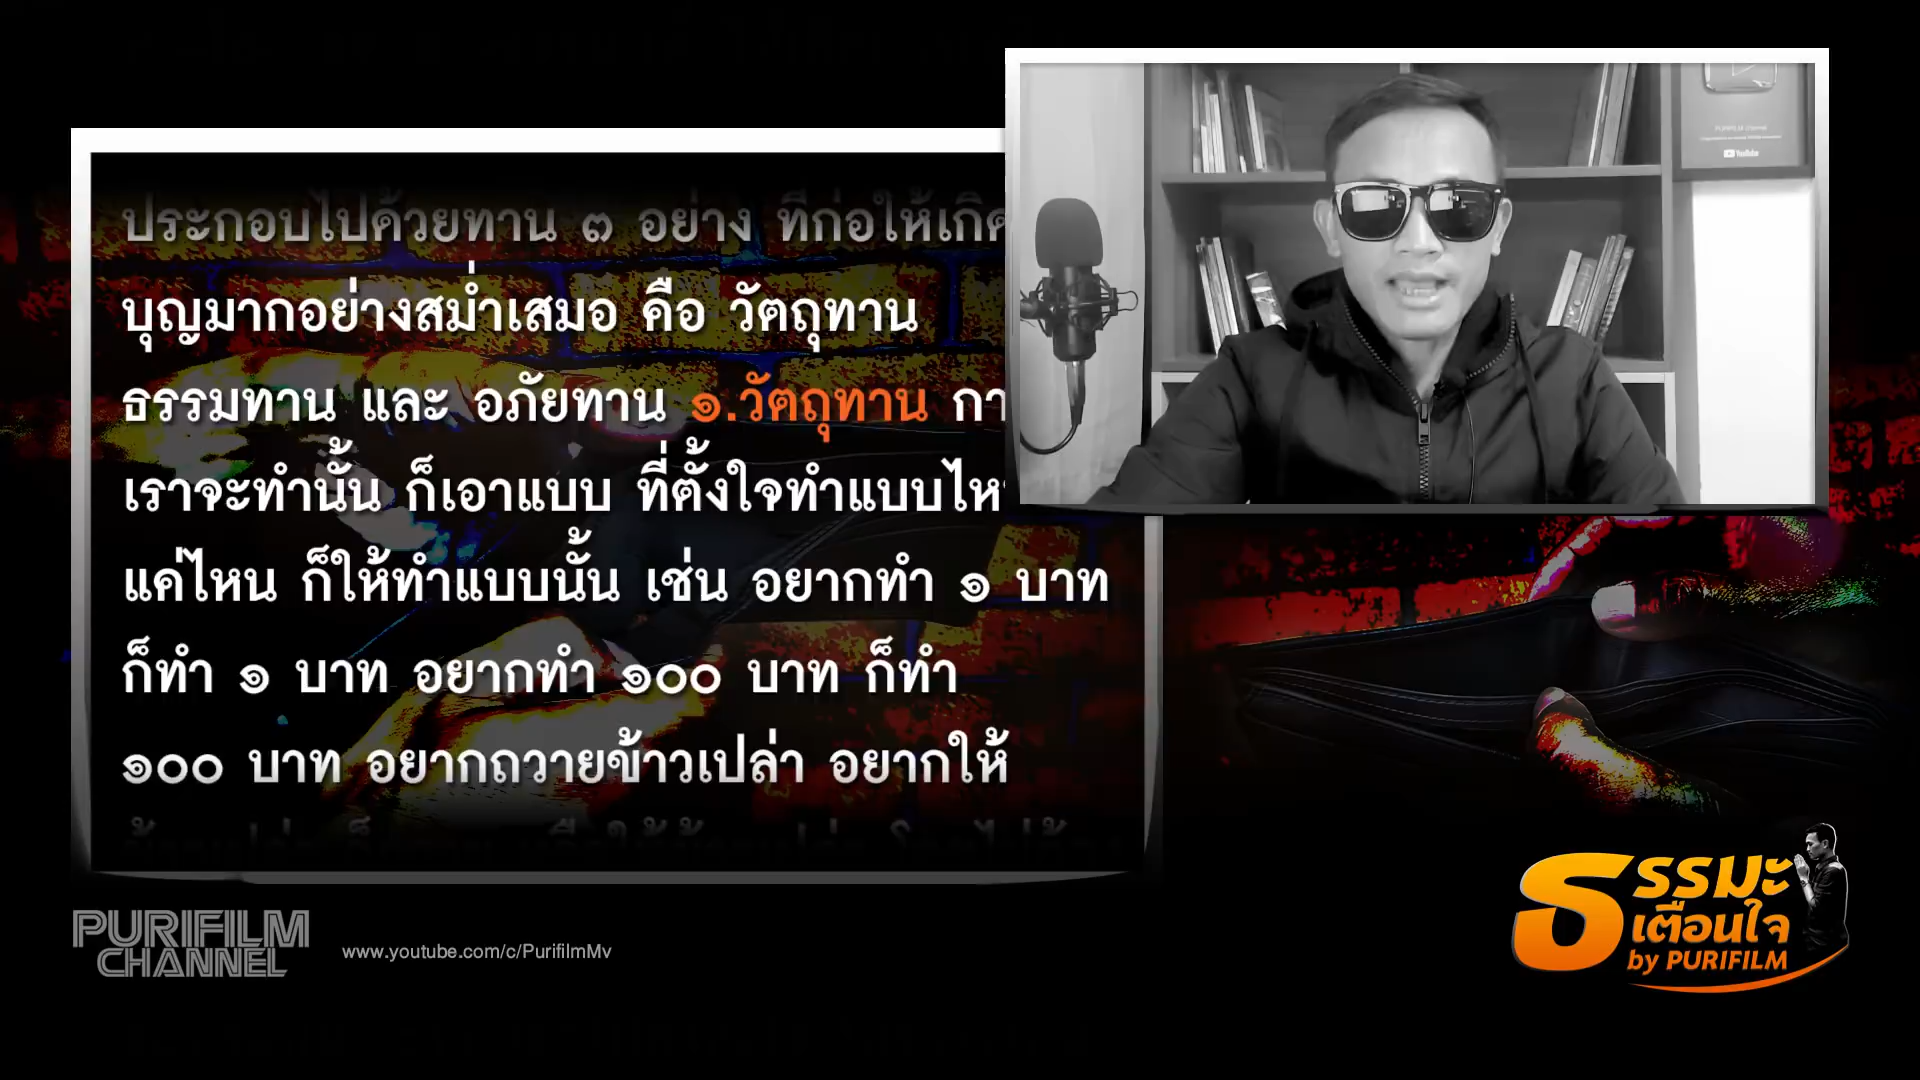 ประกอบไปด้วยทาน ๓ อย่าง ที่ก่อให้เกิด
บุญมากอย่างสม่ำเสมอ คือ วัตถุทาน
ธรรมทาน และ อภัยทาน ๑.วัตถุทาน
เราจะทำนั้น ก็เอาแบบ ที่ตั้งใจทำแบบไหน
แค่ไหน ก็ให้ทำแบบนั้น เช่น อยากทำ ๑ บาท
ก็ทำ ๑ บาท อยากทำ ๑๐๐ บาท ก็ทำ
๑๐๐ บาท อยากถวายข้าวเปล่า อยากให้
YouTube
PURIFILM
CHANNEL
www.youtube.com/c/PurifilmMv
ธรรมะ
เตือนใจ
by PURIFILM